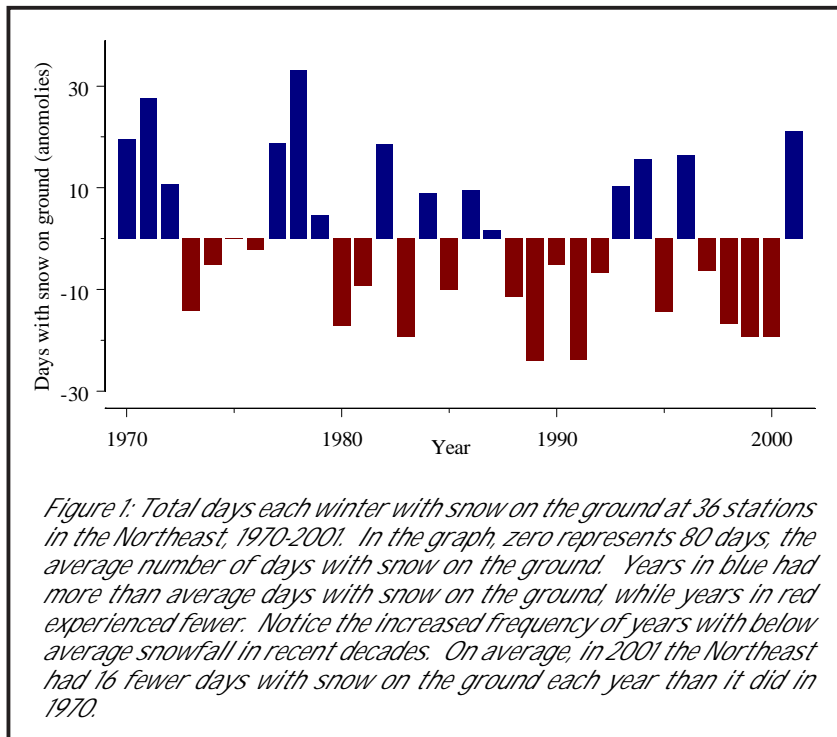 Days with snow on ground (anomolies)
30
10
-10
-30
1970
1980
1990
2000
Year
Figure 1: Total days each winter with snow on the ground at 36 stations
in the Northeast, 1970-2001. In the graph, zero represents 80 days, the
average number of days with snow on the ground. Years in blue had
more than average days with snow on the ground, while years in red
experienced fewer. Notice the increased frequency of years with below
average snowfall in recent decades. On average, in 2001 the Northeast
had 16 fewer days with snow on the ground each year than it did in
1970.